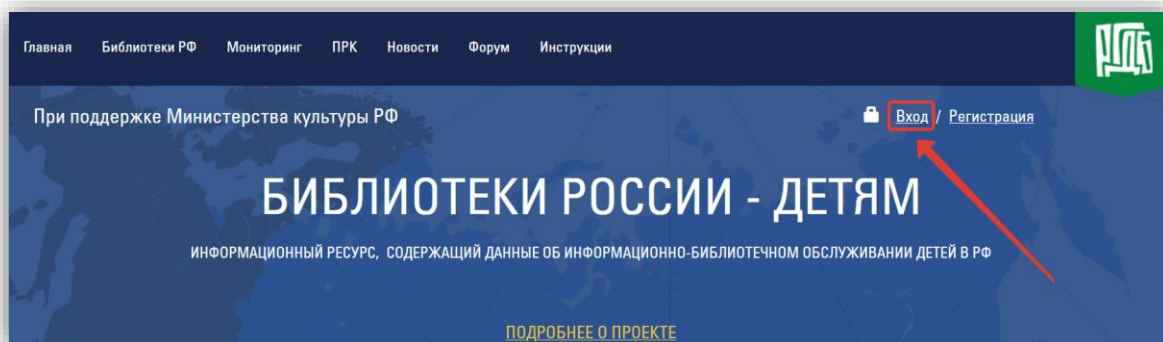 Главная Библиотеки РФ Мониторинг ПРК Новости Форум Инструкции
РГДБ
При поддержке Министерства культуры РФ
Вход / Регистрация
БИБЛИОТЕКИ РОССИИ - ДЕТЯМ
ИНФОРМАЦИОННЫЙ РЕСУРС, СОДЕРЖАЩИЙ ДАННЫЕ ОБ ИНФОРМАЦИОННО-БИБЛИОТЕЧНОМ ОБСЛУЖИВАНИИ ДЕТЕЙ В РФ
ПОДРОБНЕЕ О ПРОЕКТЕ